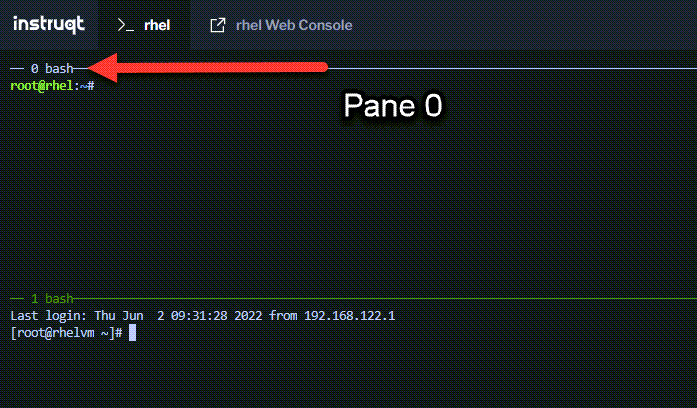 instruqt >_ rhel rhel Web Console
0 bash
root@rhel:~#
Pane 0
1 bash
Last login: Thu Jun  2 09:31:28 2022 from 192.168.122.1
[root@rhelvm ~]#